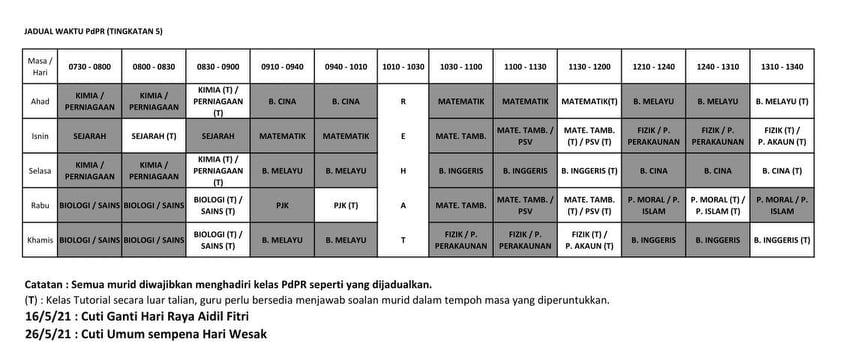 JADUAL WAKTU PdPR (TINGKATAN 5)
Masa / Hari 0730 - 0800 0800 - 0830 0830 - 0900 0910 - 0940 0940 - 1010 1010 - 1030 1030 - 1100 1100 - 1130 1130 - 1200 1210 - 1240 1240 - 1310 1310 - 1340
Ahad KIMIA / PERNIAGAAN KIMIA / PERNIAGAAN KIMIA (T) / PERNIAGAAN (T) B. CINA B. CINA R MATEMATIK MATEMATIK MATEMATIK(T) B. MELAYU B. MELAYU B. MELAYU (T)
Isnin SEJARAH SEJARAH (T) SEJARAH MATEMATIK MATEMATIK E MATE. TAMB. MATE. TAMB. / PSV MATE. TAMB. (T) / PSV (T) FIZIK / P. PERAKAUNAN FIZIK / P. PERAKAUNAN FIZIK (T) / P. AKAUN (T)
Selasa KIMIA / PERNIAGAAN KIMIA / PERNIAGAAN KIMIA (T) / PERNIAGAAN (T) B. MELAYU B. MELAYU H B. INGGERIS B. INGGERIS B. INGGERIS (T) B. CINA B. CINA B. CINA (T)
Rabu BIOLOGI / SAINS BIOLOGI / SAINS BIOLOGI (T) / SAINS (T) PJK PJK (T) A MATE. TAMB. MATE. TAMB. / PSV MATE. TAMB. (T) / PSV (T) P. MORAL / P. ISLAM P. MORAL (T) / P. ISLAM (T) P. MORAL / P. ISLAM
Khamis BIOLOGI / SAINS BIOLOGI / SAINS BIOLOGI (T) / SAINS (T) B. MELAYU B. MELAYU T FIZIK / P. PERAKAUNAN FIZIK / P. PERAKAUNAN FIZIK (T) / P. AKAUN (T) B. INGGERIS B. INGGERIS B. INGGERIS (T)
Catatan : Semua murid diwajibkan menghadiri kelas PdPR seperti yang dijadualkan.
(T) : Kelas Tutorial secara luar talian, guru perlu bersedia menjawab soalan murid dalam tempoh masa yang diperuntukkan.
16/5/21 : Cuti Ganti Hari Raya Aidil Fitri
26/5/21 : Cuti Umum sempena Hari Wesak